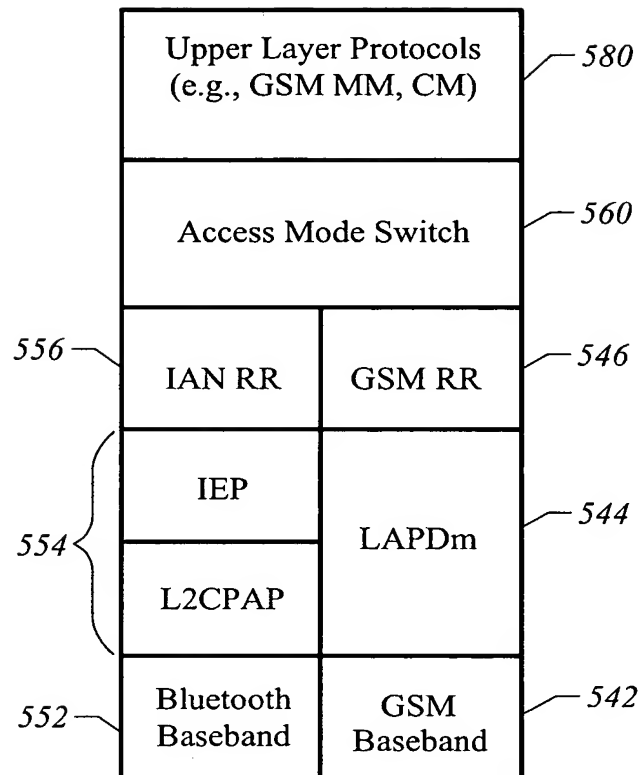 Upper Layer Protocols
(e.g., GSM MM, CM)
580
Access Mode Switch
560
556
IAN RR
GSM RR
546
554
IEP
L2CPAP
LAPDm
544
552
Bluetooth
Baseband
GSM
Baseband
542